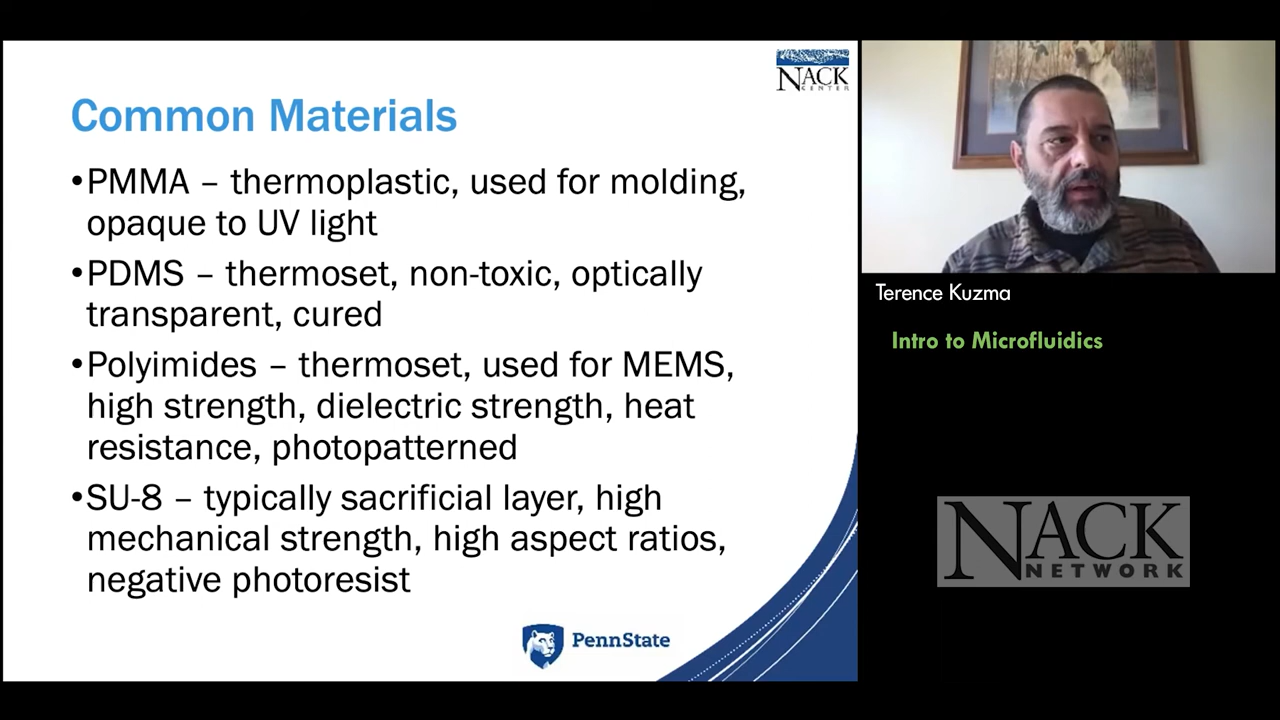 NACK
CENTER
Common Materials
•PMMA – thermoplastic, used for molding,
opaque to UV light
•PDMS – thermoset, non-toxic, optically
transparent, cured
•Polyimides – thermoset, used for MEMS,
high strength, dielectric strength, heat
resistance, photopatterned
•SU-8 – typically sacrificial layer, high
mechanical strength, high aspect ratios,
negative photoresist
PennState
Terence Kuzma
Intro to Microfluidics
NACK
NETWORK